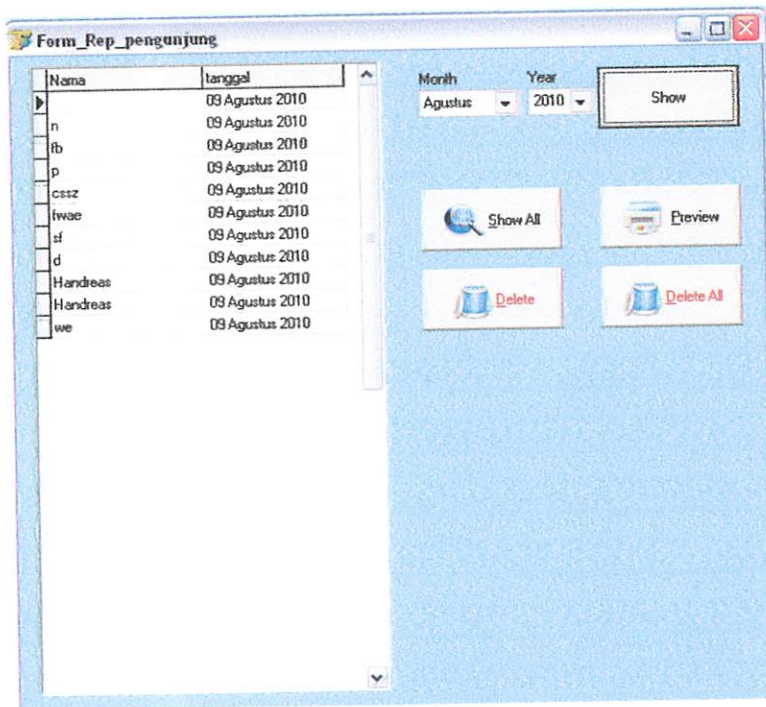 Form_Rep_pengunjung
Nama tanggal
09 Agustus 2010
n 09 Agustus 2010
fb 09 Agustus 2010
p 09 Agustus 2010
cssz 09 Agustus 2010
fwae 09 Agustus 2010
sf 09 Agustus 2010
d 09 Agustus 2010
Handreas 09 Agustus 2010
Handreas 09 Agustus 2010
we 09 Agustus 2010
Month Year
Agustus 2010 Show
Show All Preview
Delete Delete All